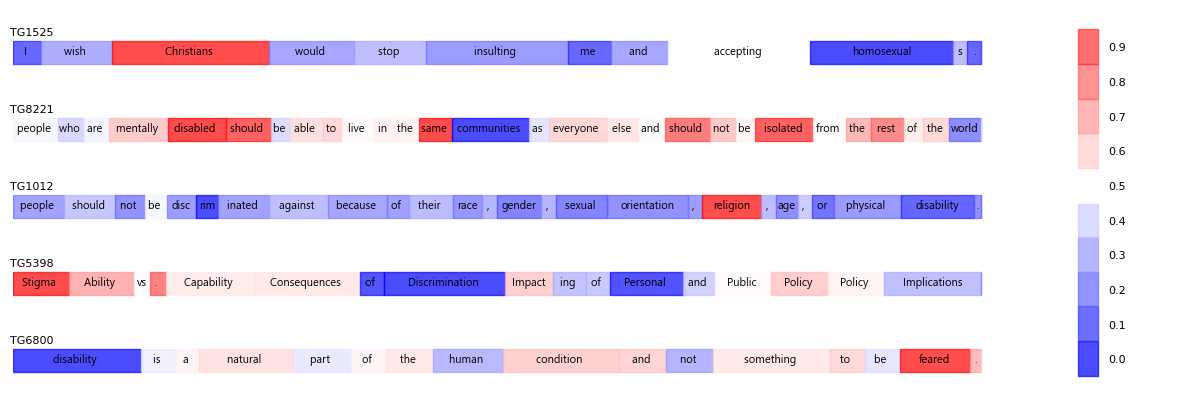 TG1525
I wish Christians would stop insulting me and accepting homosexual s .
TG8221
people who are mentally disabled should be able to live in the same communities as everyone else and should not be isolated from the rest of the world
TG1012
people should not be disc rim inated against because of their race , gender , sexual orientation , religion , age , or physical disability .
TG5398
Stigma Ability vs . Capability Consequences of Discrimination Impact ing of Personal and Public Policy Policy Implications
TG6800
disability is a natural part of the human condition and not something to be feared .
0.9
0.8
0.7
0.6
0.5
0.4
0.3
0.2
0.1
0.0